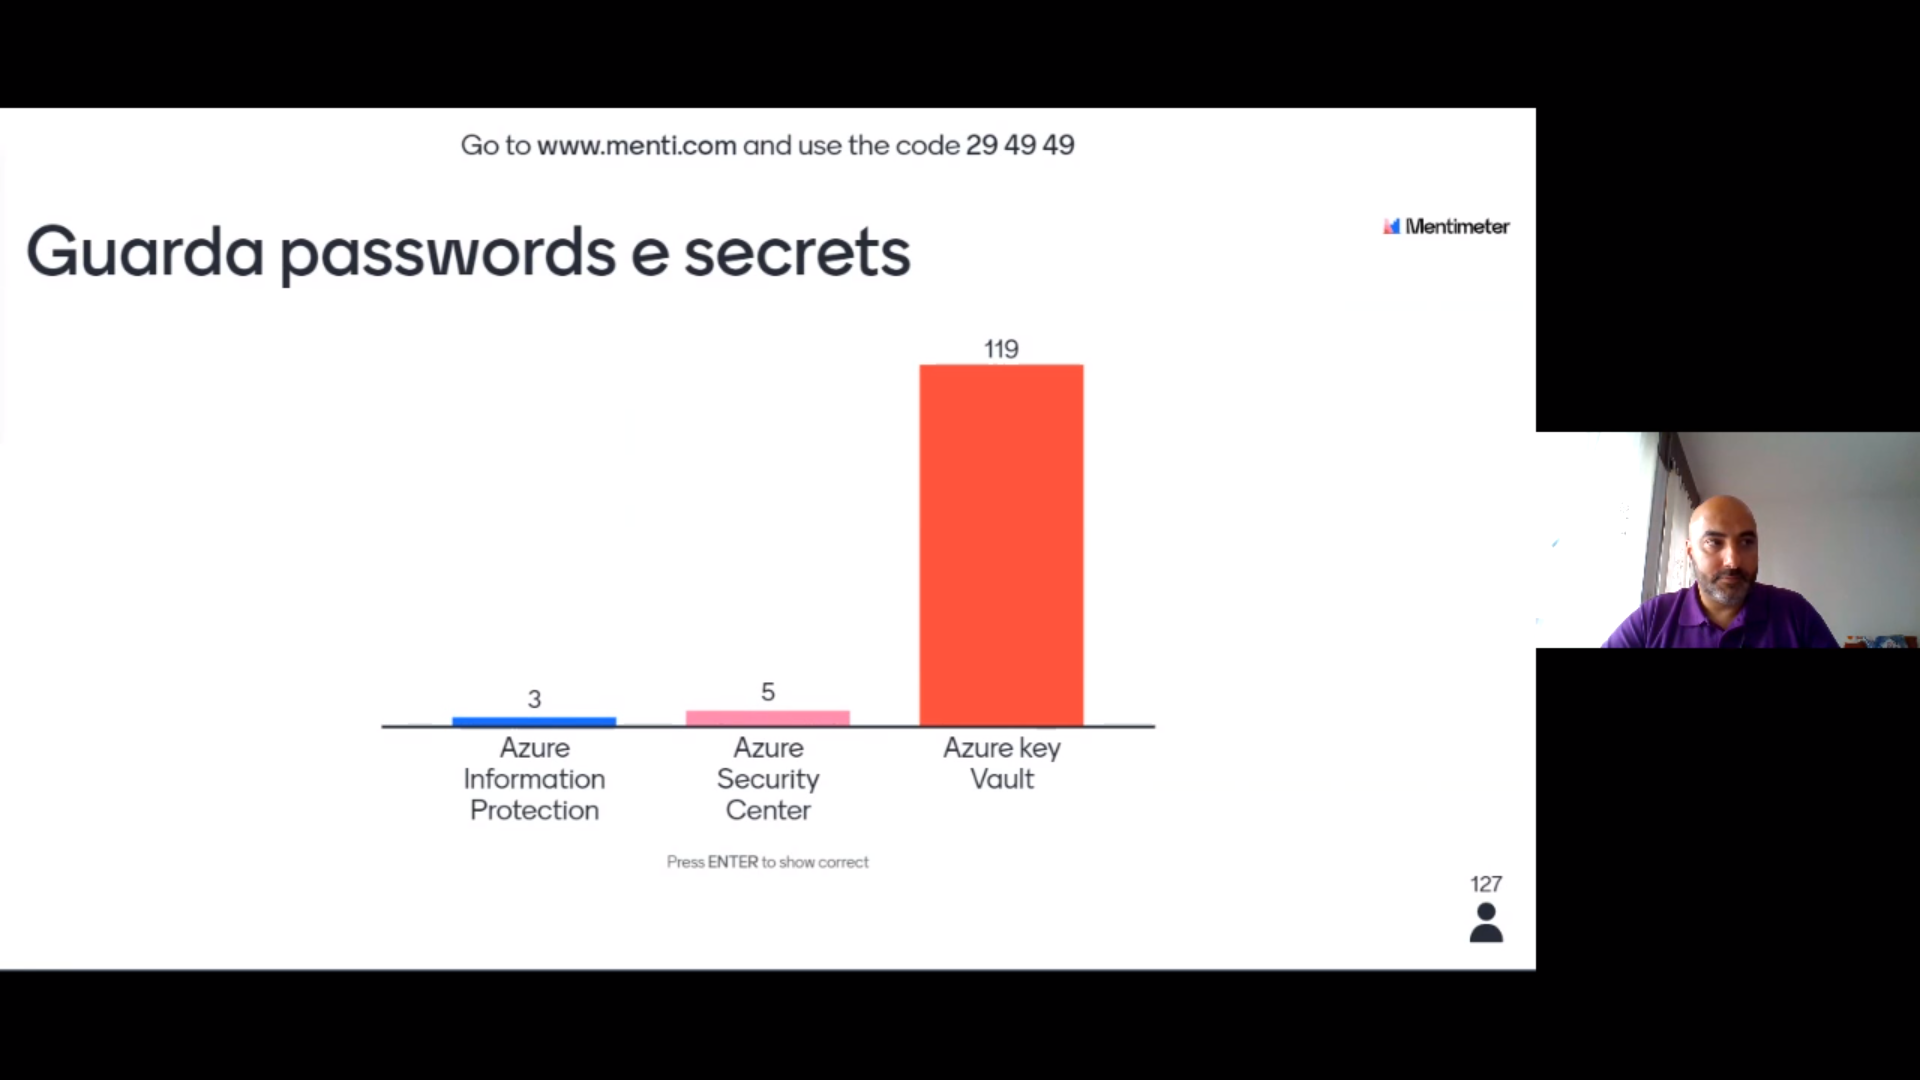 Go to www.menti.com and use the code 29 49 49
Mentimeter
Guarda passwords e secrets
119
3
5
Azure
Information
Protection
Azure
Security
Center
Azure key
Vault
Press ENTER to show correct
127